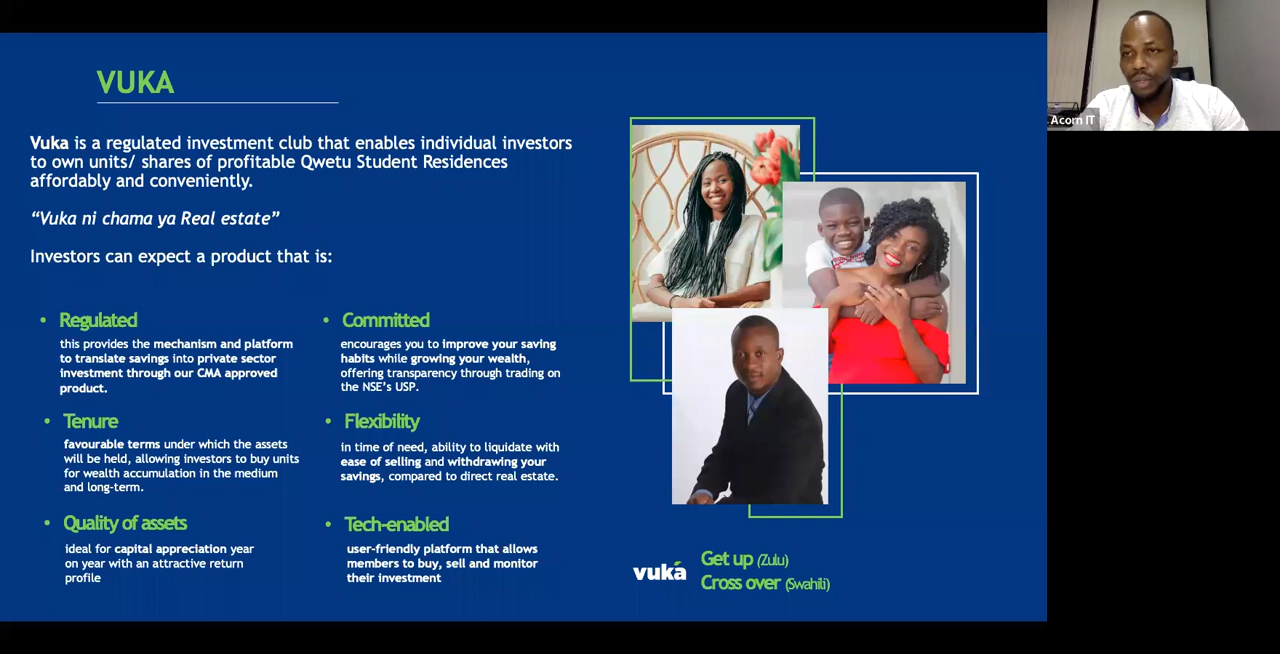 VUKA
Vuka is a regulated investment club that enables individual investors
to own units/ shares of profitable Qwetu Student Residences
affordably and conveniently.
“Vuka ni chama ya Real estate”
Investors can expect a product that is:
• Regulated
this provides the mechanism and platform
to translate savings into private sector
investment through our CMA approved
product.
• Tenure
favourable terms under which the assets
will be held, allowing investors to buy units
for wealth accumulation in the medium
and long-term.
• Quality of assets
ideal for capital appreciation year
on year with an attractive return
profile
• Committed
encourages you to improve your saving
habits while growing your wealth,
offering transparency through trading on
the NSE's USP.
• Flexibility
in time of need, ability to liquidate with
ease of selling and withdrawing your
savings, compared to direct real estate.
• Tech-enabled
user-friendly platform that allows
members to buy, sell and monitor
their investment
vuka
Get up (Zulu)
Cross over (Swahili)
Acorn IT